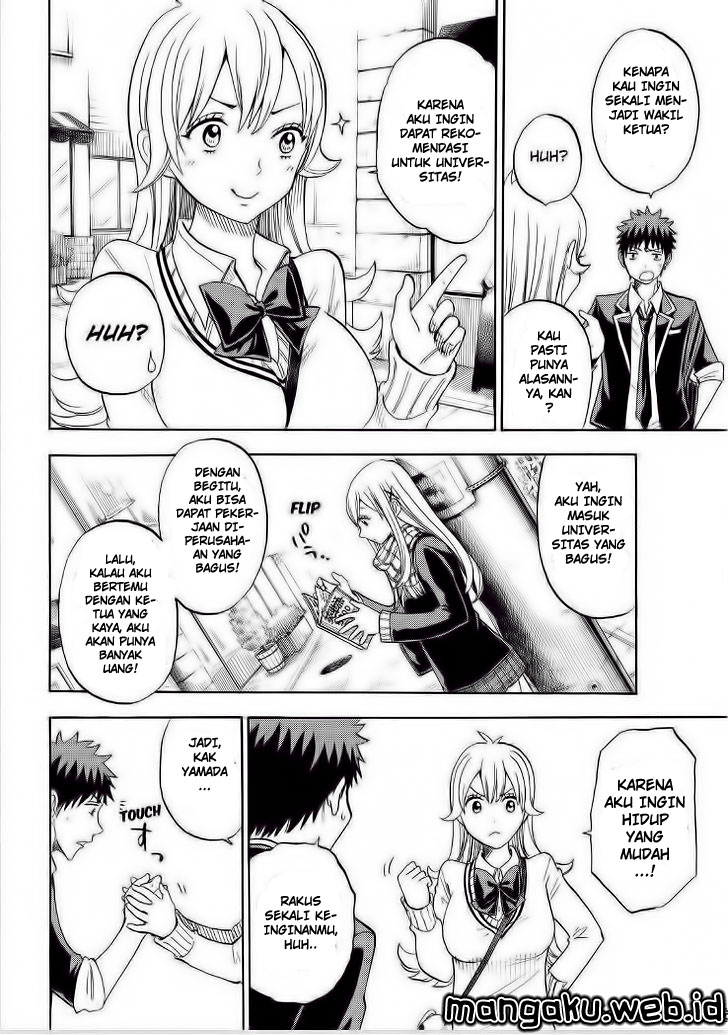 KENAPA
KAU INGIN
SEKALI MEN-
JADI WAKIL
KETUA?
HUH?
KAU
PASTI
PUNYA
ALASANN-
YA, KAN
?
KARENA
AKU INGIN
DAPAT REKO-
MENDASI
UNTUK UNIVER-
SITAS!
HUH?
YAH,
AKU INGIN
MASUK
UNIVER-
SITAS YANG
BAGUS!
FLIP
DENGAN
BEGITU,
AKU BISA
DAPAT PEKER-
JAAN DI-
PERUSAHA-
AN YANG
BAGUS!
LALU,
KALAU AKU
BERTEMU
DENGAN KE-
TUA YANG
KAYA, AKU
AKAN PUNYA
BANYAK
UANG!
KARENA
AKU INGIN
HIDUP
YANG
MUDAH
...!
RAKUS
SEKALI KE-
INGINANMU,
HUH..
JADI,
KAK
YAMADA
...
TOUCH
すっ
mangaku.web.id